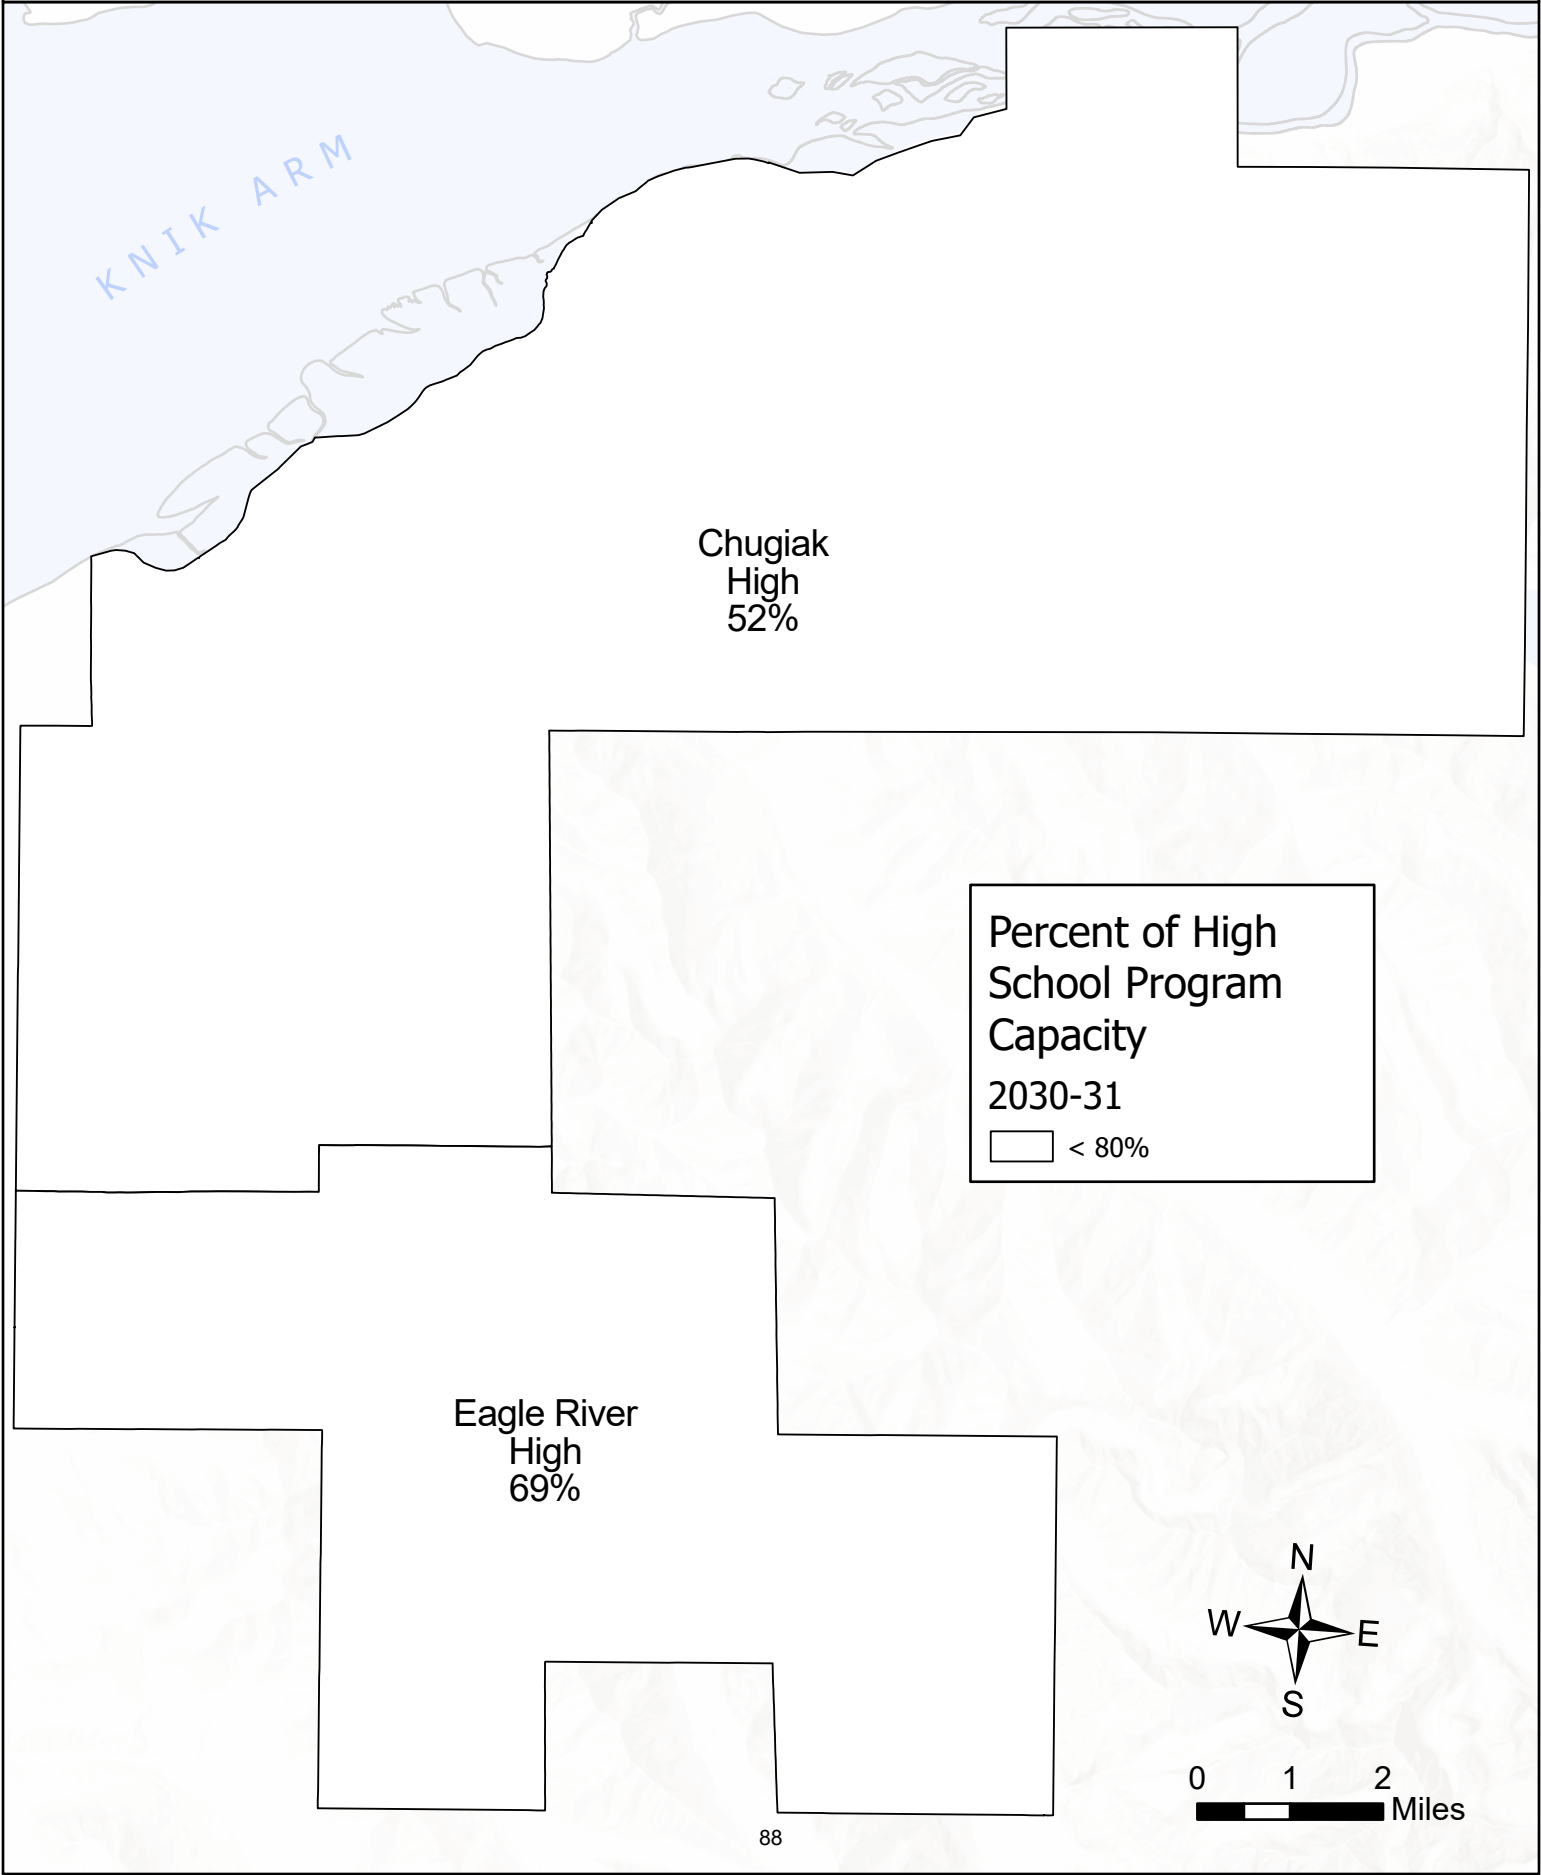 KNIK ARM
Chugiak
High
52%
Percent of High
School Program
Capacity
2030-31
< 80%
Eagle River
High
69%
N
W
E
S
0 1 2
Miles
88